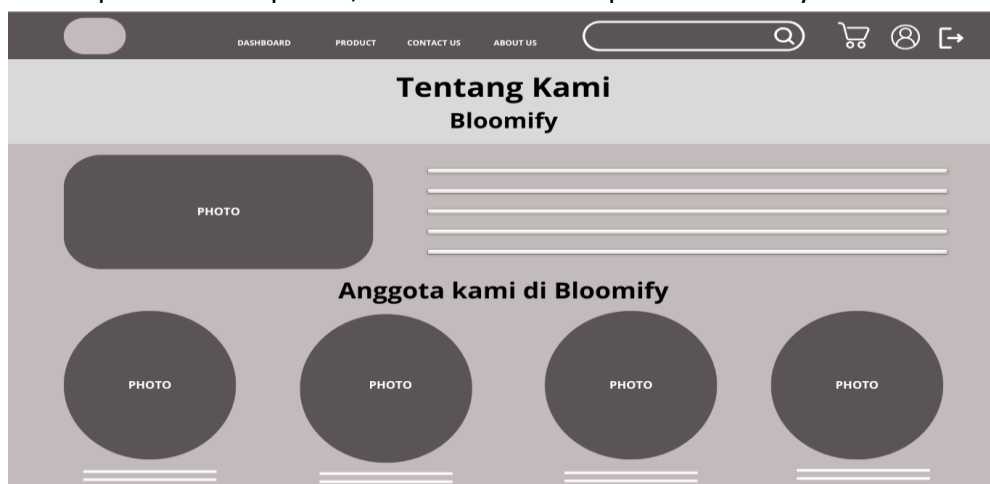 DASHBOARD PRODUCT CONTACT US ABOUT US
Tentang Kami
Bloomify
PHOTO
Anggota kami di Bloomify
PHOTO PHOTO PHOTO PHOTO